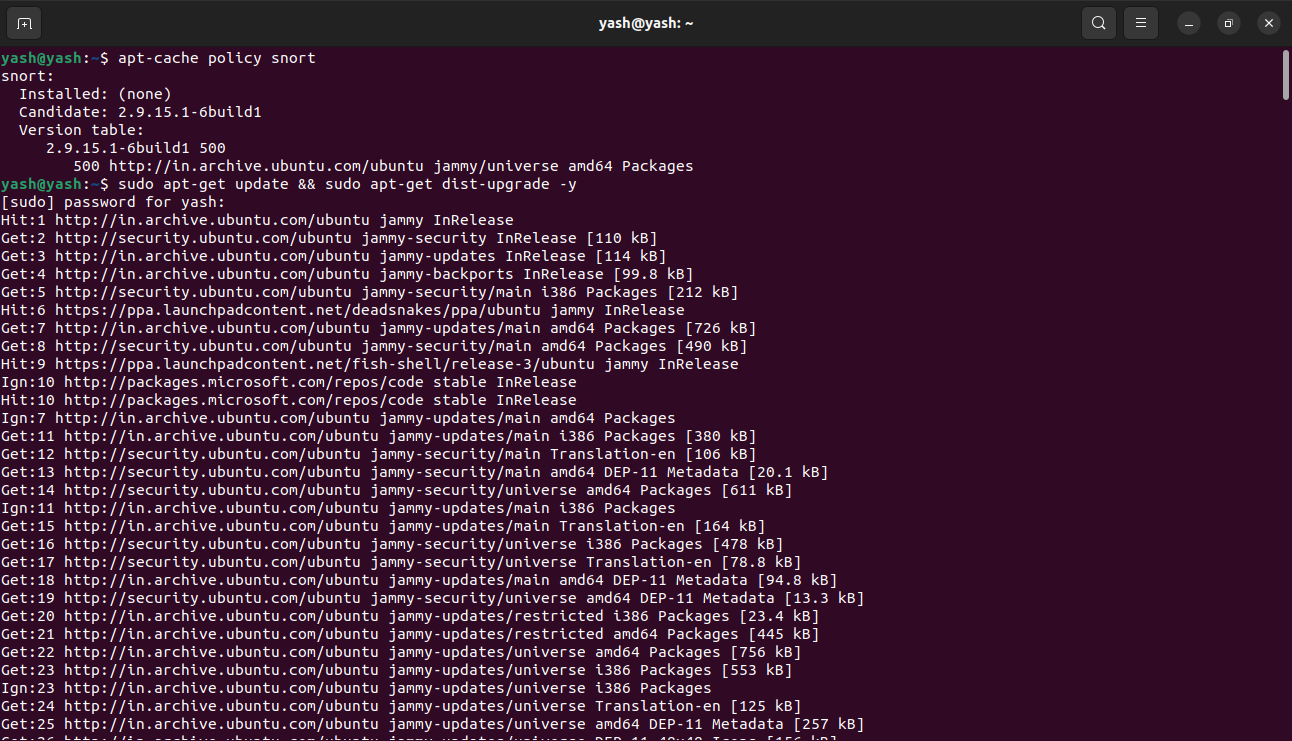 yash@yash: ~
yash@yash:~$ apt-cache policy snort
snort:
  Installed: (none)
  Candidate: 2.9.15.1-6build1
  Version table:
     2.9.15.1-6build1 500
        500 http://in.archive.ubuntu.com/ubuntu jammy/universe amd64 Packages
yash@yash:~$ sudo apt-get update && sudo apt-get dist-upgrade -y
[sudo] password for yash:
Hit:1 http://in.archive.ubuntu.com/ubuntu jammy InRelease
Get:2 http://security.ubuntu.com/ubuntu jammy-security InRelease [110 kB]
Get:3 http://in.archive.ubuntu.com/ubuntu jammy-updates InRelease [114 kB]
Get:4 http://in.archive.ubuntu.com/ubuntu jammy-backports InRelease [99.8 kB]
Get:5 http://security.ubuntu.com/ubuntu jammy-security/main i386 Packages [212 kB]
Hit:6 https://ppa.launchpadcontent.net/deadsnakes/ppa/ubuntu jammy InRelease
Get:7 http://in.archive.ubuntu.com/ubuntu jammy-updates/main amd64 Packages [726 kB]
Get:8 http://security.ubuntu.com/ubuntu jammy-security/main amd64 Packages [490 kB]
Hit:9 https://ppa.launchpadcontent.net/fish-shell/release-3/ubuntu jammy InRelease
Ign:10 http://packages.microsoft.com/repos/code stable InRelease
Hit:10 http://packages.microsoft.com/repos/code stable InRelease
Ign:7 http://in.archive.ubuntu.com/ubuntu jammy-updates/main amd64 Packages
Get:11 http://in.archive.ubuntu.com/ubuntu jammy-updates/main i386 Packages [380 kB]
Get:12 http://security.ubuntu.com/ubuntu jammy-security/main Translation-en [106 kB]
Get:13 http://security.ubuntu.com/ubuntu jammy-security/main amd64 DEP-11 Metadata [20.1 kB]
Get:14 http://security.ubuntu.com/ubuntu jammy-security/universe amd64 Packages [611 kB]
Ign:11 http://in.archive.ubuntu.com/ubuntu jammy-updates/main i386 Packages
Get:15 http://in.archive.ubuntu.com/ubuntu jammy-updates/main Translation-en [164 kB]
Get:16 http://security.ubuntu.com/ubuntu jammy-security/universe i386 Packages [478 kB]
Get:17 http://security.ubuntu.com/ubuntu jammy-security/universe Translation-en [78.8 kB]
Get:18 http://in.archive.ubuntu.com/ubuntu jammy-updates/main amd64 DEP-11 Metadata [94.8 kB]
Get:19 http://security.ubuntu.com/ubuntu jammy-security/universe amd64 DEP-11 Metadata [13.3 kB]
Get:20 http://in.archive.ubuntu.com/ubuntu jammy-updates/restricted i386 Packages [23.4 kB]
Get:21 http://in.archive.ubuntu.com/ubuntu jammy-updates/restricted amd64 Packages [445 kB]
Get:22 http://in.archive.ubuntu.com/ubuntu jammy-updates/universe amd64 Packages [756 kB]
Get:23 http://in.archive.ubuntu.com/ubuntu jammy-updates/universe i386 Packages [553 kB]
Ign:23 http://in.archive.ubuntu.com/ubuntu jammy-updates/universe i386 Packages
Get:24 http://in.archive.ubuntu.com/ubuntu jammy-updates/universe Translation-en [125 kB]
Get:25 http://in.archive.ubuntu.com/ubuntu jammy-updates/universe amd64 DEP-11 Metadata [257 kB]